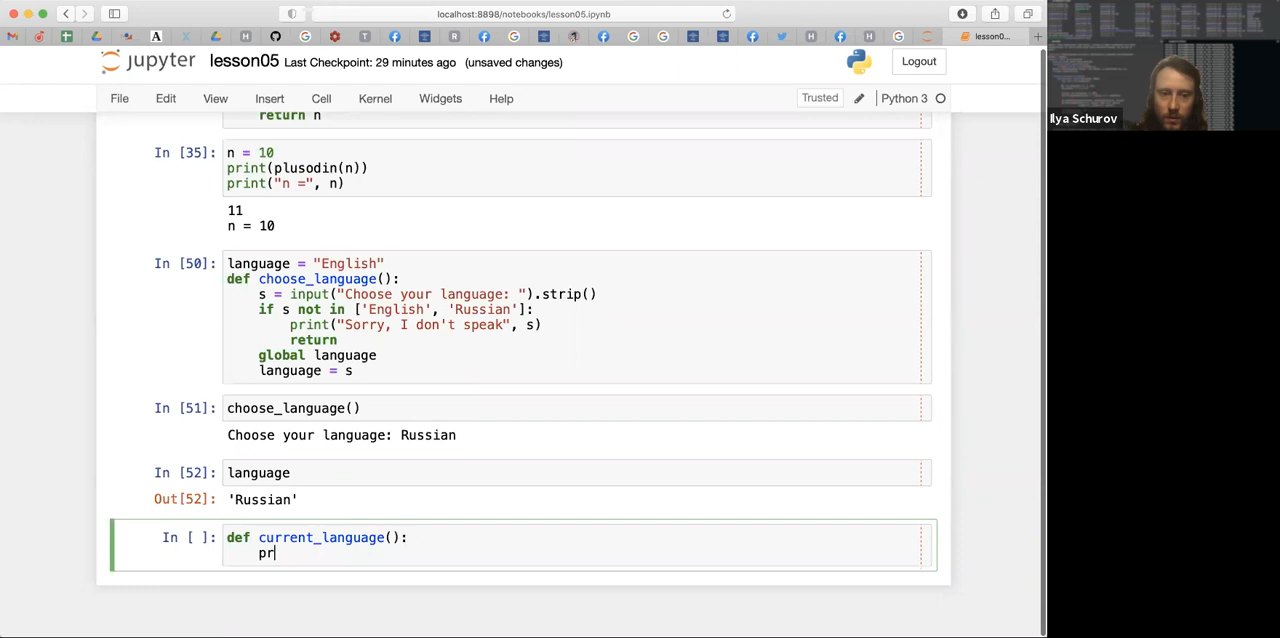 localhost:8898/notebooks/lesson05.ipynb
lesson0...
jupyter lesson05 Last Checkpoint: 29 minutes ago (unsaved changes)
Logout
File Edit View Insert Cell Kernel Widgets Help
Trusted
Python 3
Ilya Schurov
return n
In [35]: n = 10
print(plusodin(n))
print("n =", n)
11
n = 10
In [50]: language = "English"
def choose_language():
s = input("Choose your language: ").strip()
if s not in ['English', 'Russian']:
print("Sorry, I don't speak", s)
return
global language
language = s
In [51]: choose_language()
Choose your language: Russian
In [52]: language
Out[52]: 'Russian'
In [ ]: def current_language():
pr